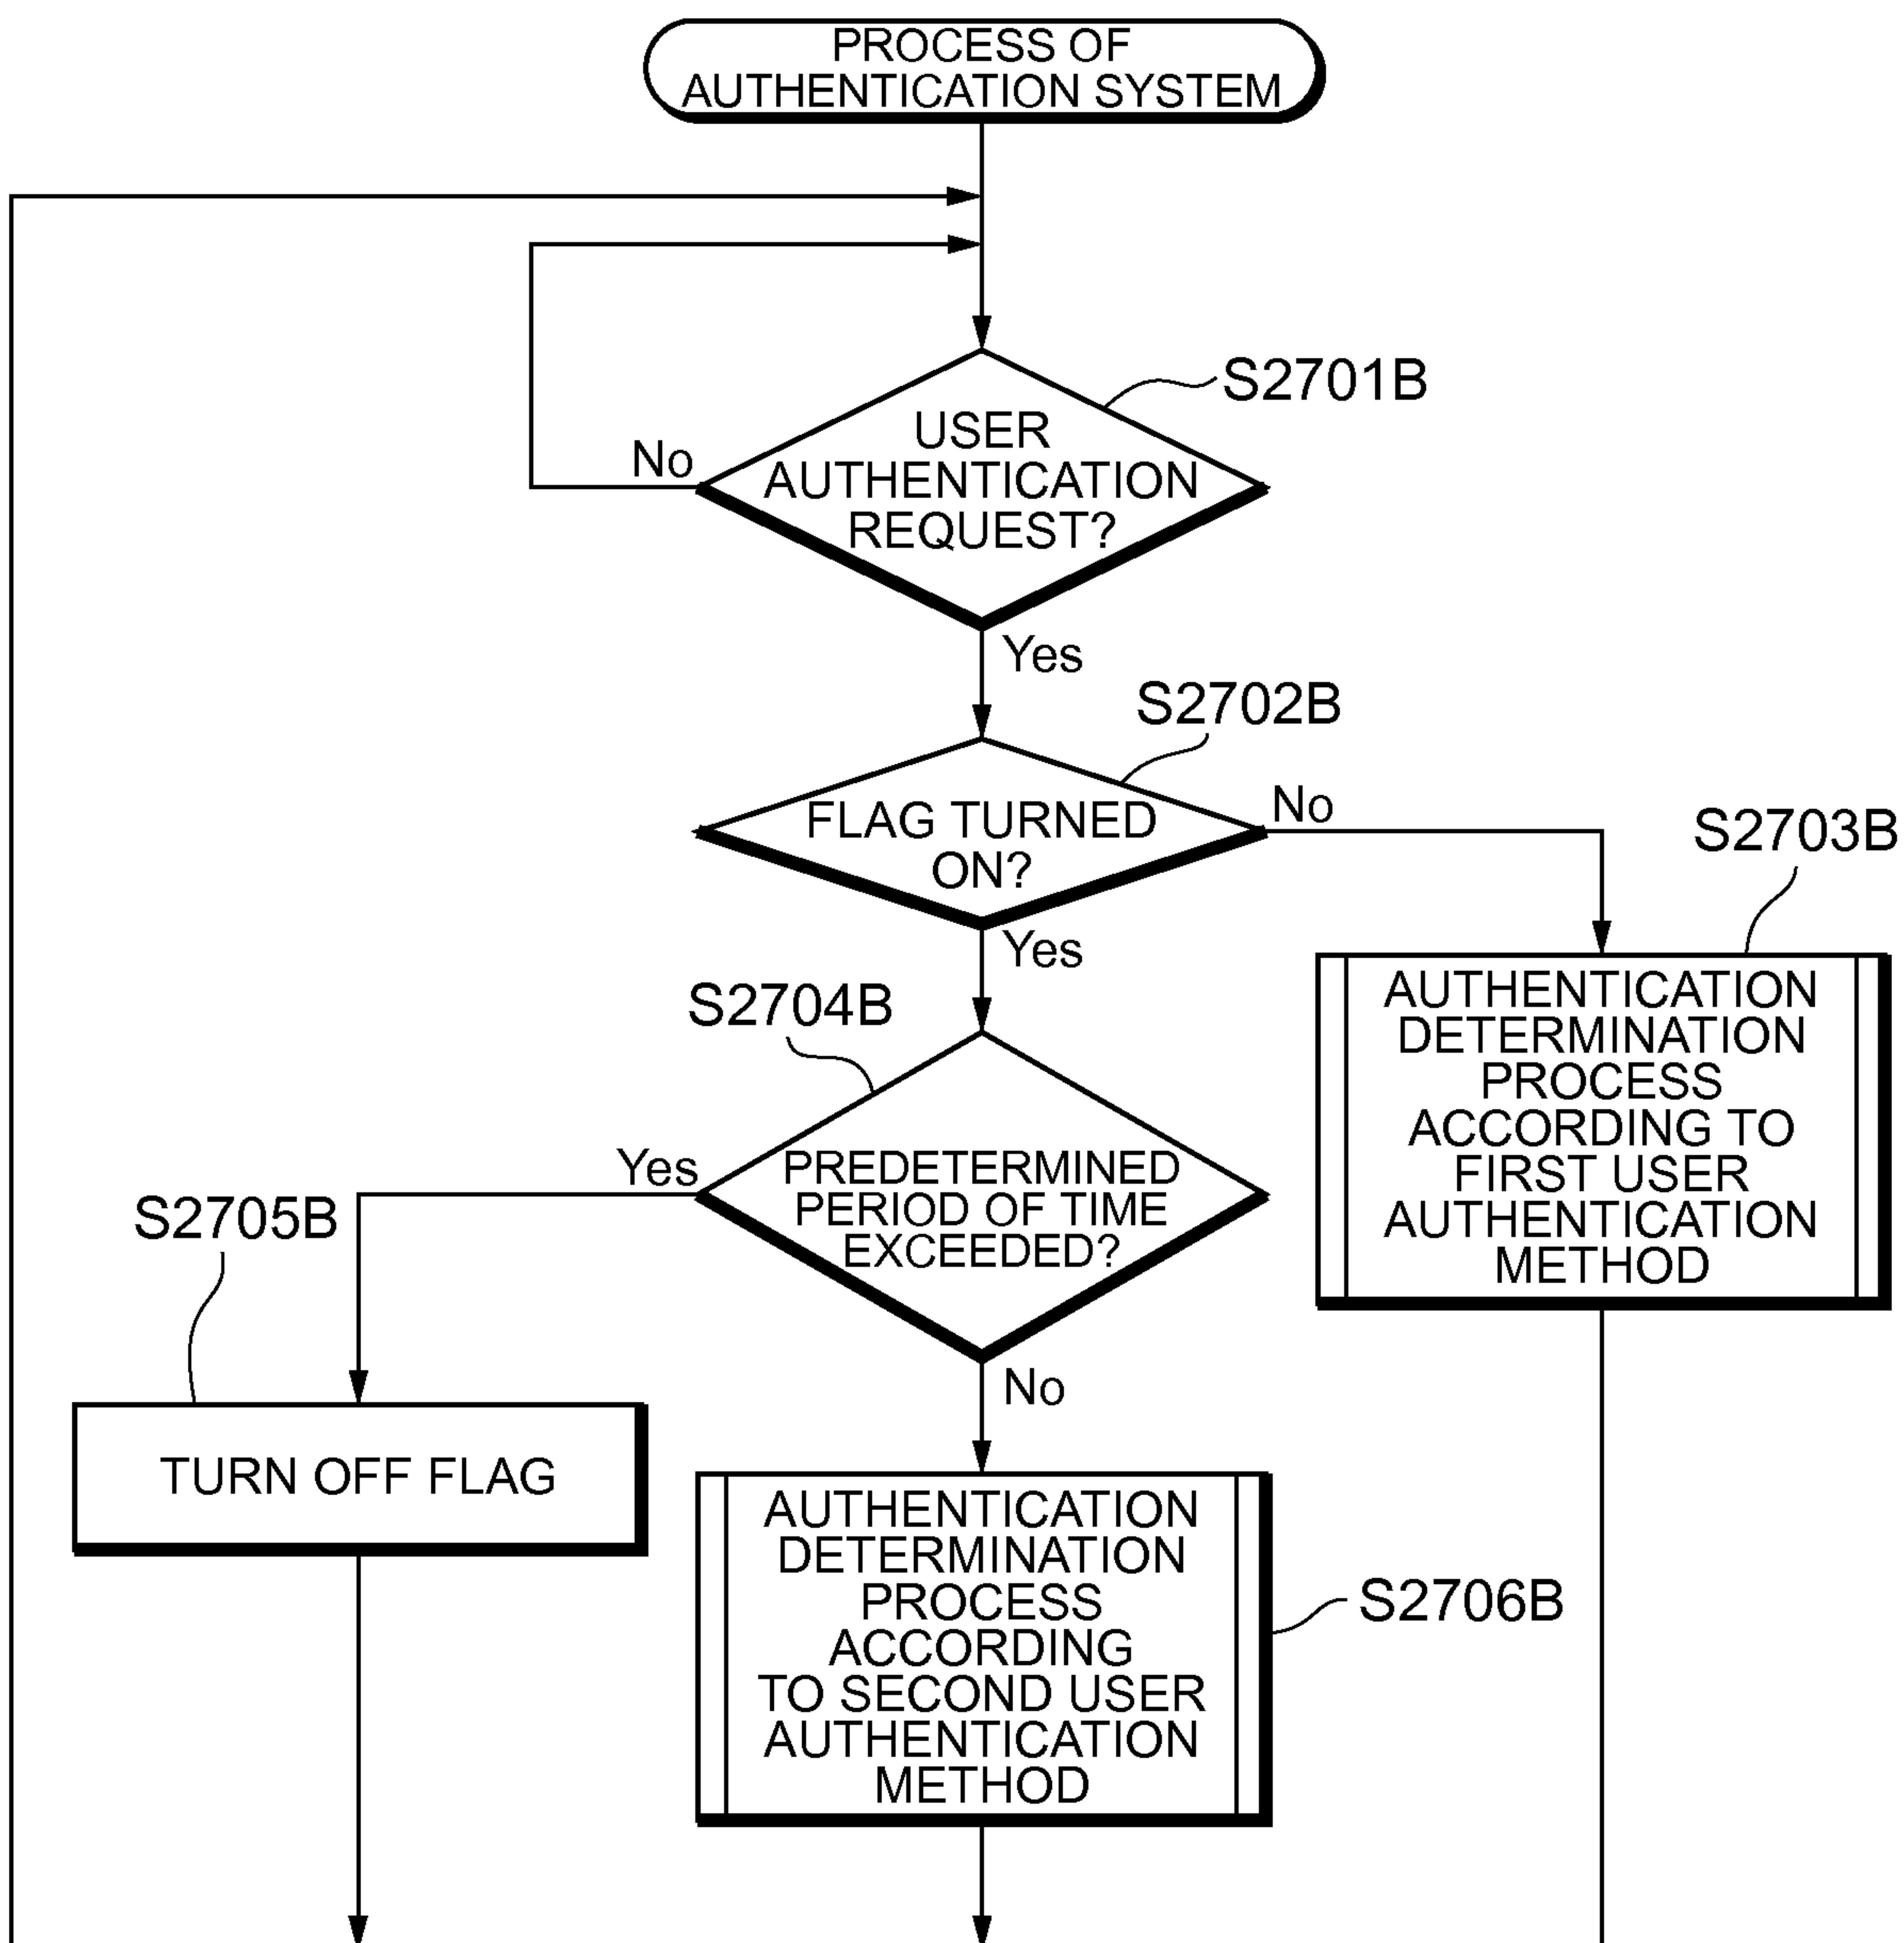 PROCESS OF
AUTHENTICATION SYSTEM
S2701B
USER
AUTHENTICATION
REQUEST?
No
Yes
S2702B
FLAG TURNED
ON?
No
Yes
S2703B
AUTHENTICATION
DETERMINATION
PROCESS
ACCORDING TO
FIRST USER
AUTHENTICATION
METHOD
S2704B
PREDETERMINED
PERIOD OF TIME
EXCEEDED?
Yes
No
S2705B
TURN OFF FLAG
AUTHENTICATION
DETERMINATION
PROCESS
ACCORDING
TO SECOND USER
AUTHENTICATION
METHOD
S2706B